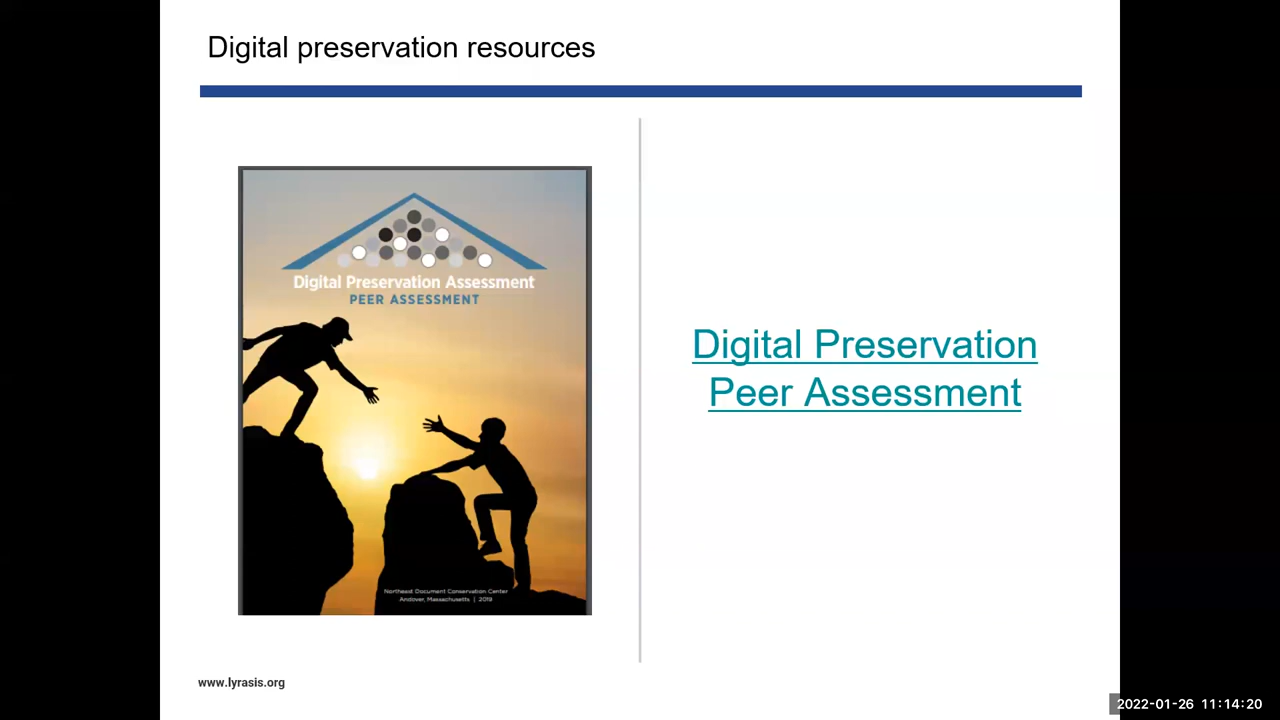 Digital preservation resources
Digital Preservation Assessment
PEER ASSESSMENT
Northeast Document Conservation Center
Andover, Massachusetts | 2019
Digital Preservation
Peer Assessment
www.lyrasis.org
2022-01-26 11:14:20